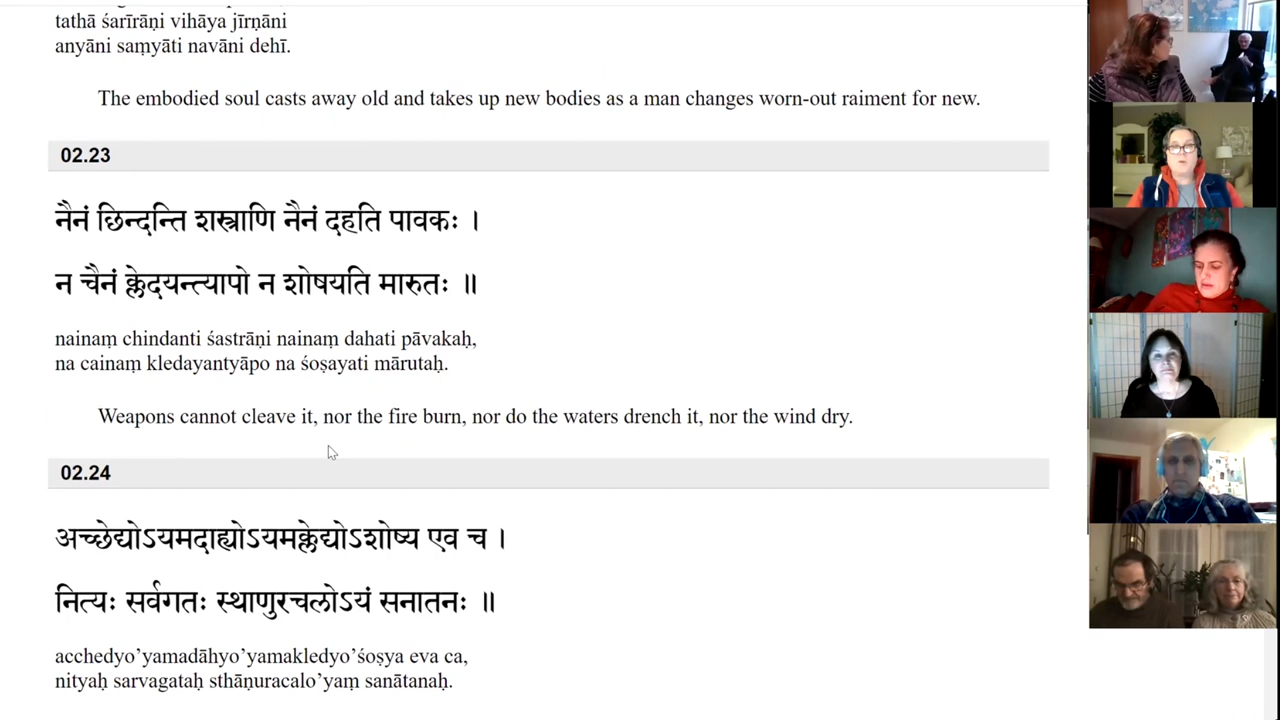 tathā śarīrāṇi vihāya jīrṇāni
anyāni saṃyāti navāni dehī.
The embodied soul casts away old and takes up new bodies as a man changes worn-out raiment for new.
02.23
नैनं छिन्दन्ति शस्त्राणि नैनं दहति पावकः ।
न चैनं क्लेदयन्त्यापो न शोषयति मारुतः ॥
nainaṃ chindanti śastrāṇi nainaṃ dahati pāvakaḥ,
na cainaṃ kledayantyāpo na śoṣayati mārutaḥ.
Weapons cannot cleave it, nor the fire burn, nor do the waters drench it, nor the wind dry.
02.24
अच्छेद्योऽयमदाह्योऽयमक्लेद्योऽशोष्य एव च ।
नित्यः सर्वगतः स्थाणुरचलोऽयं सनातनः ॥
acchedyo’yamadāhyo’yamakledyo’śoṣya eva ca,
nityaḥ sarvagataḥ sthāṇuracalo’yaṃ sanātanaḥ.